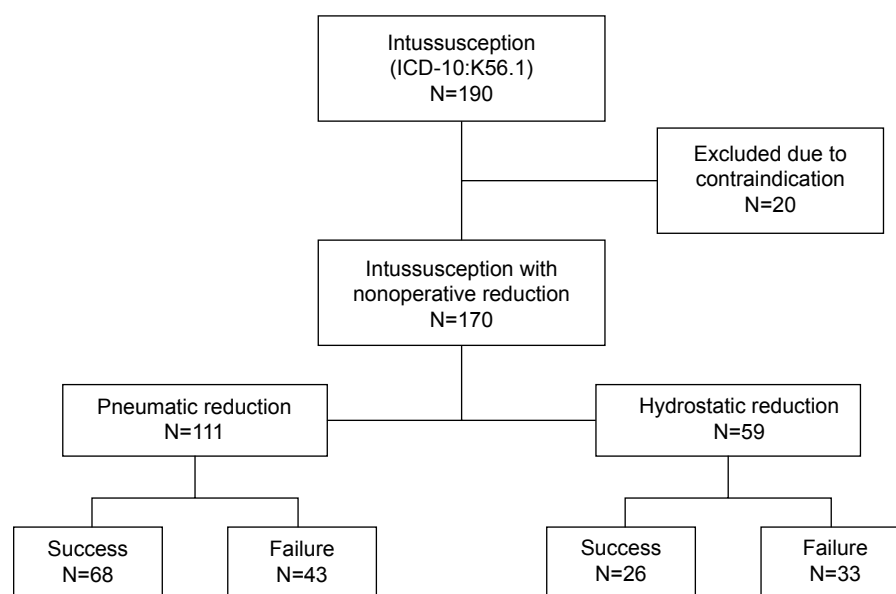 Intussusception
(ICD-10:K56.1)
N=190
Excluded due to
contraindication
N=20
Intussusception with
nonoperative reduction
N=170
Pneumatic reduction
N=111
Hydrostatic reduction
N=59
Success
N=68
Failure
N=43
Success
N=26
Failure
N=33